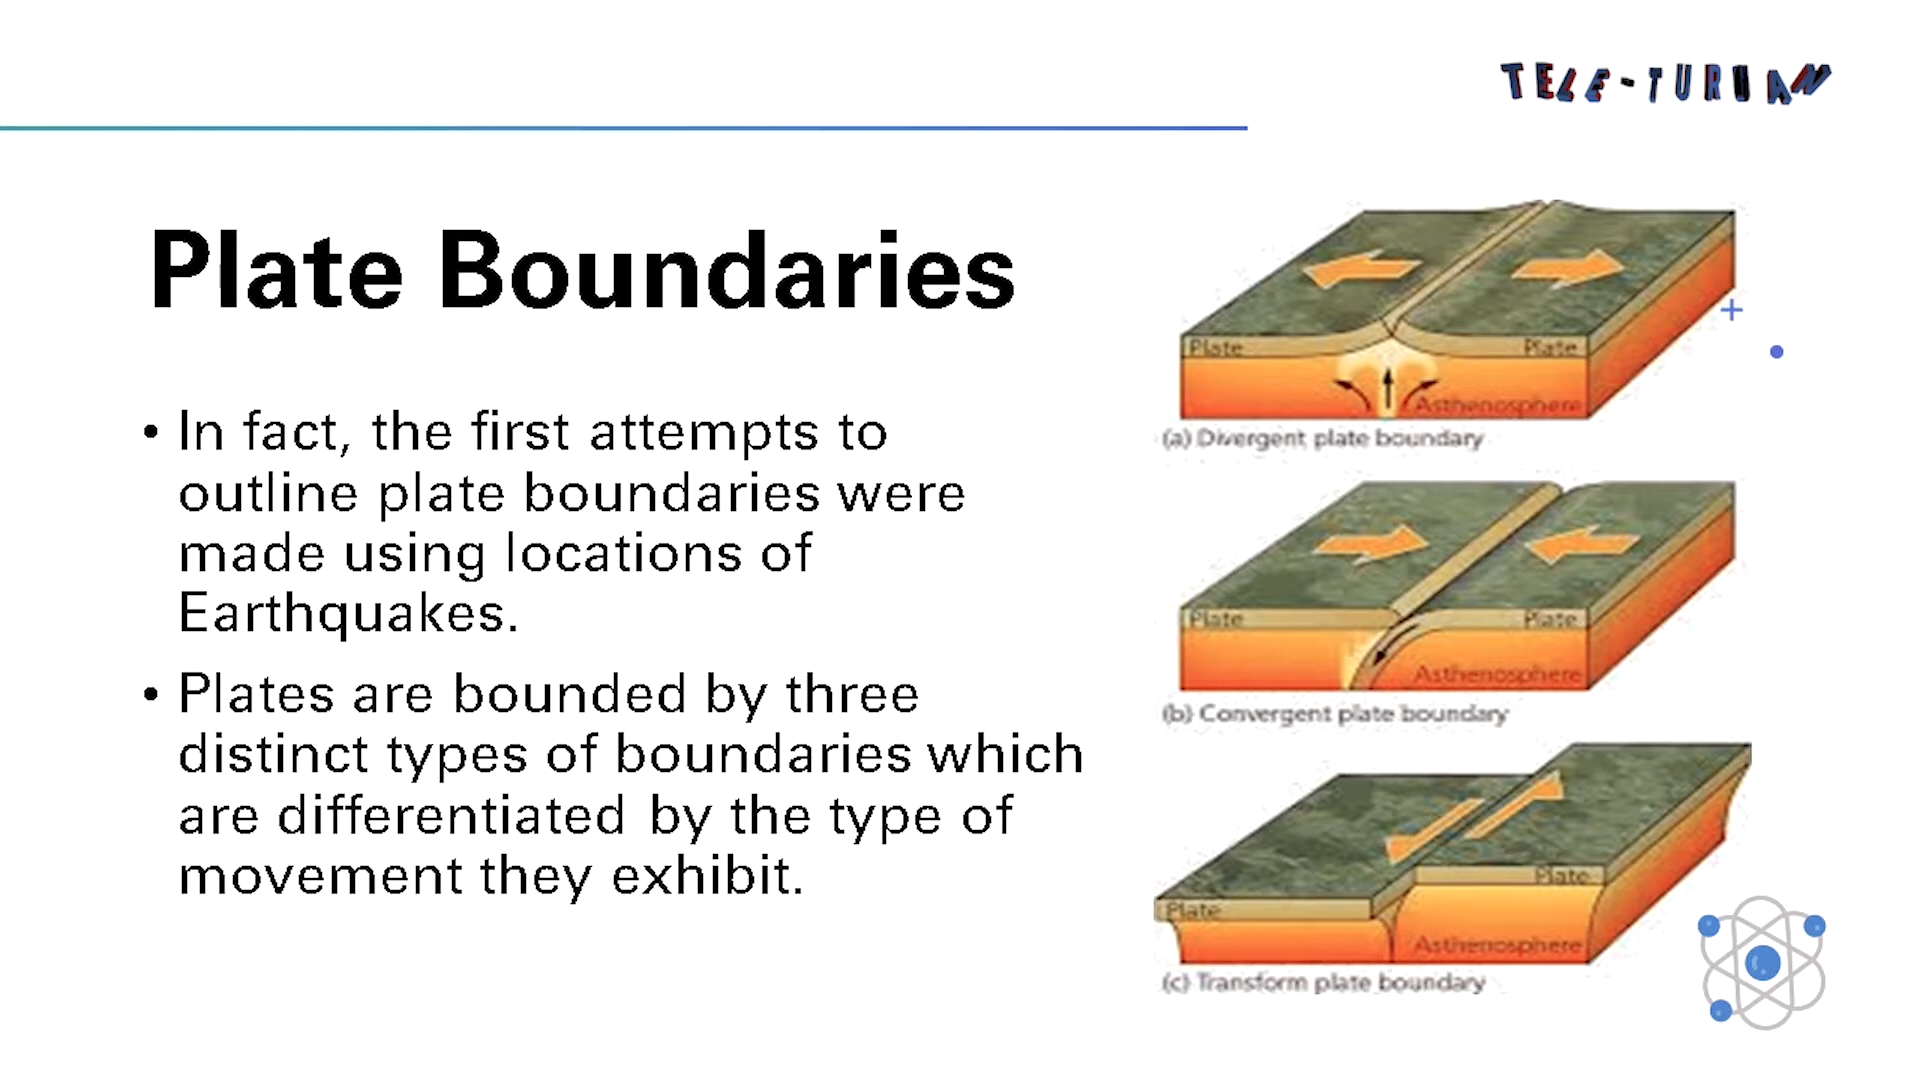 TELE-TURUAN
Plate Boundaries
• In fact, the first attempts to
outline plate boundaries were
made using locations of
Earthquakes.
• Plates are bounded by three
distinct types of boundaries which
are differentiated by the type of
movement they exhibit.
Plate Plate
Asthenosphere
(a) Divergent plate boundary
Plate Plate
Asthenosphere
(b) Convergent plate boundary
Plate
Plate
Asthenosphere
(c) Transform plate boundary